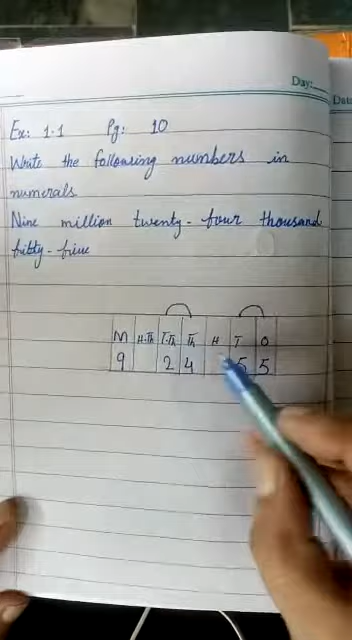 Day:
Date
Ex: 1.1 Pg: 10
Write the following numbers in
numerals
Nine million twenty-four thousand
fifty-five
M H.Th T.Th Th H T O
9 2 4 5 5